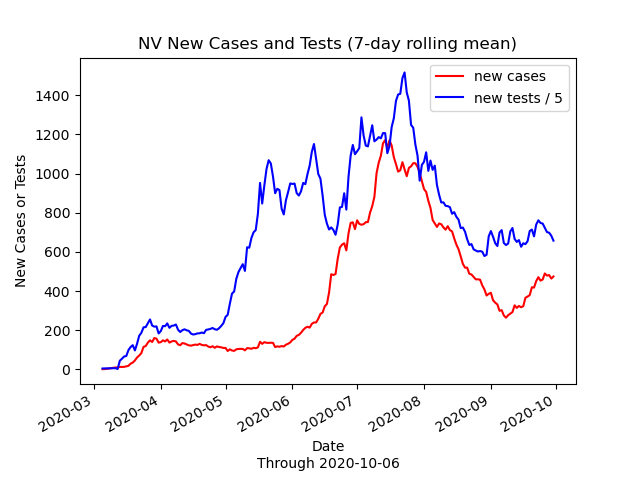 NV New Cases and Tests (7-day rolling mean)
new cases
new tests / 5
New Cases or Tests
1400
1200
1000
800
600
400
200
0
2020-03
2020-04
2020-05
2020-06
2020-07
2020-08
2020-09
2020-10
Date
Through 2020-10-06